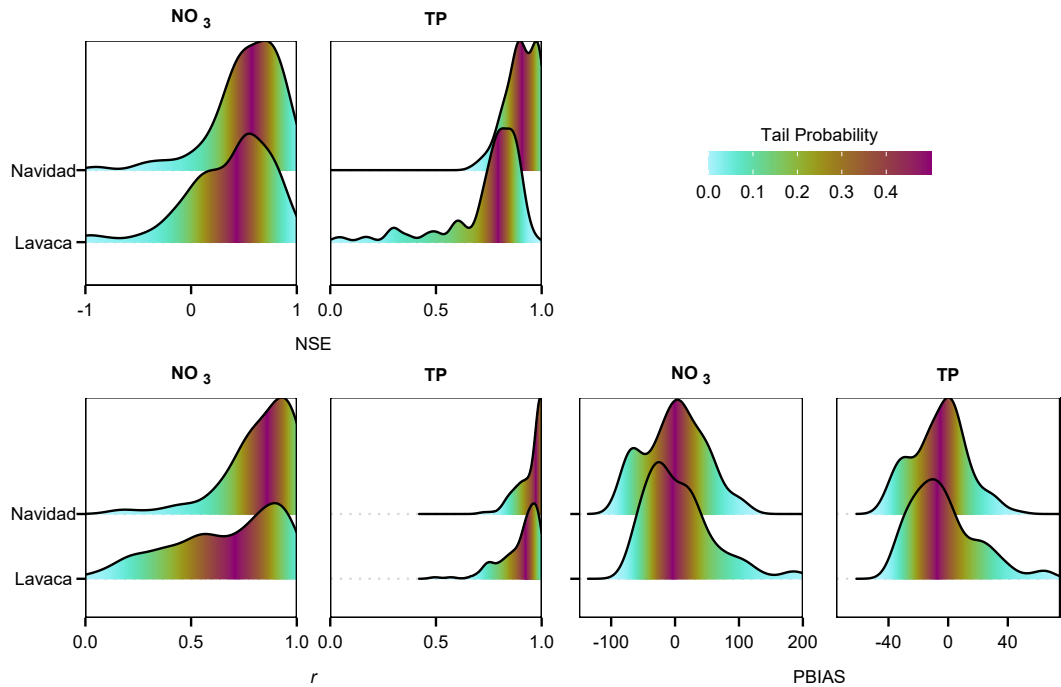 NO 3 TP
Tail Probability
0.0 0.1 0.2 0.3 0.4
Navidad
Lavaca
-1 0 1 0.0 0.5 1.0
NSE
NO 3 TP NO 3 TP
Navidad
Lavaca
0.0 0.5 1.0 0.0 0.5 1.0 -100 0 100 200 -40 0 40
r PBIAS